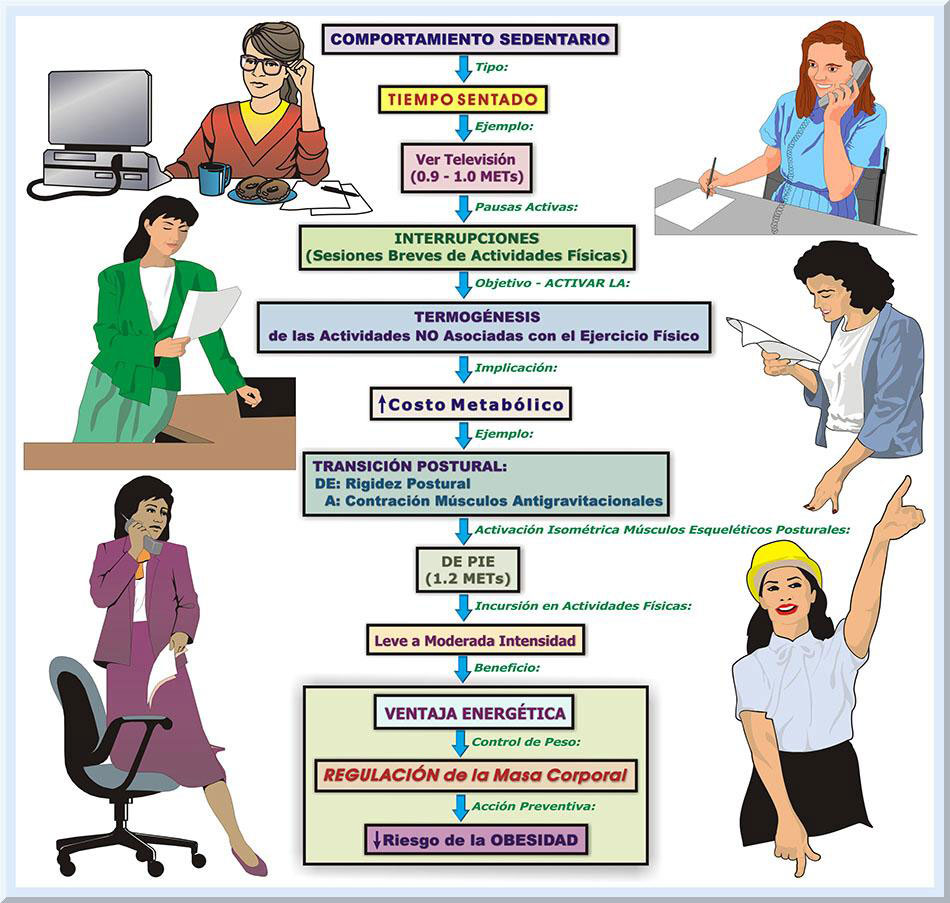 COMPORTAMIENTO SEDENTARIO
Tipo:
TIEMPO SENTADO
Ejemplo:
Ver Televisión
(0.9 - 1.0 METs)
Pausas Activas:
INTERRUPCIONES
(Sesiones Breves de Actividades Físicas)
Objetivo - ACTIVAR LA:
TERMOGÉNESIS
de las Actividades NO Asociadas con el Ejercicio Físico
Implicación:
↑Costo Metabólico
Ejemplo:
TRANSICIÓN POSTURAL:
DE: Rigidez Postural
A: Contración Músculos Antigravitacionales
Activación Isométrica Músculos Esqueléticos Posturales:
DE PIE
(1.2 METs)
Incursión en Actividades Físicas:
Leve a Moderada Intensidad
Beneficio:
VENTAJA ENERGÉTICA
Control de Peso:
REGULACIÓN de la Masa Corporal
Acción Preventiva:
↓Riesgo de la OBESIDAD